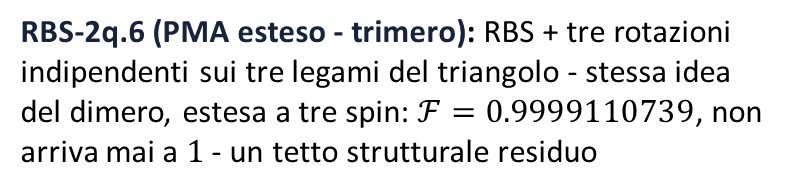 RBS-2q.6 (PMA esteso - trimero): RBS + tre rotazioni
indipendenti sui tre legami del triangolo - stessa idea
del dimero, estesa a tre spin: ℱ = 0.9999110739, non
arriva mai a 1 - un tetto strutturale residuo